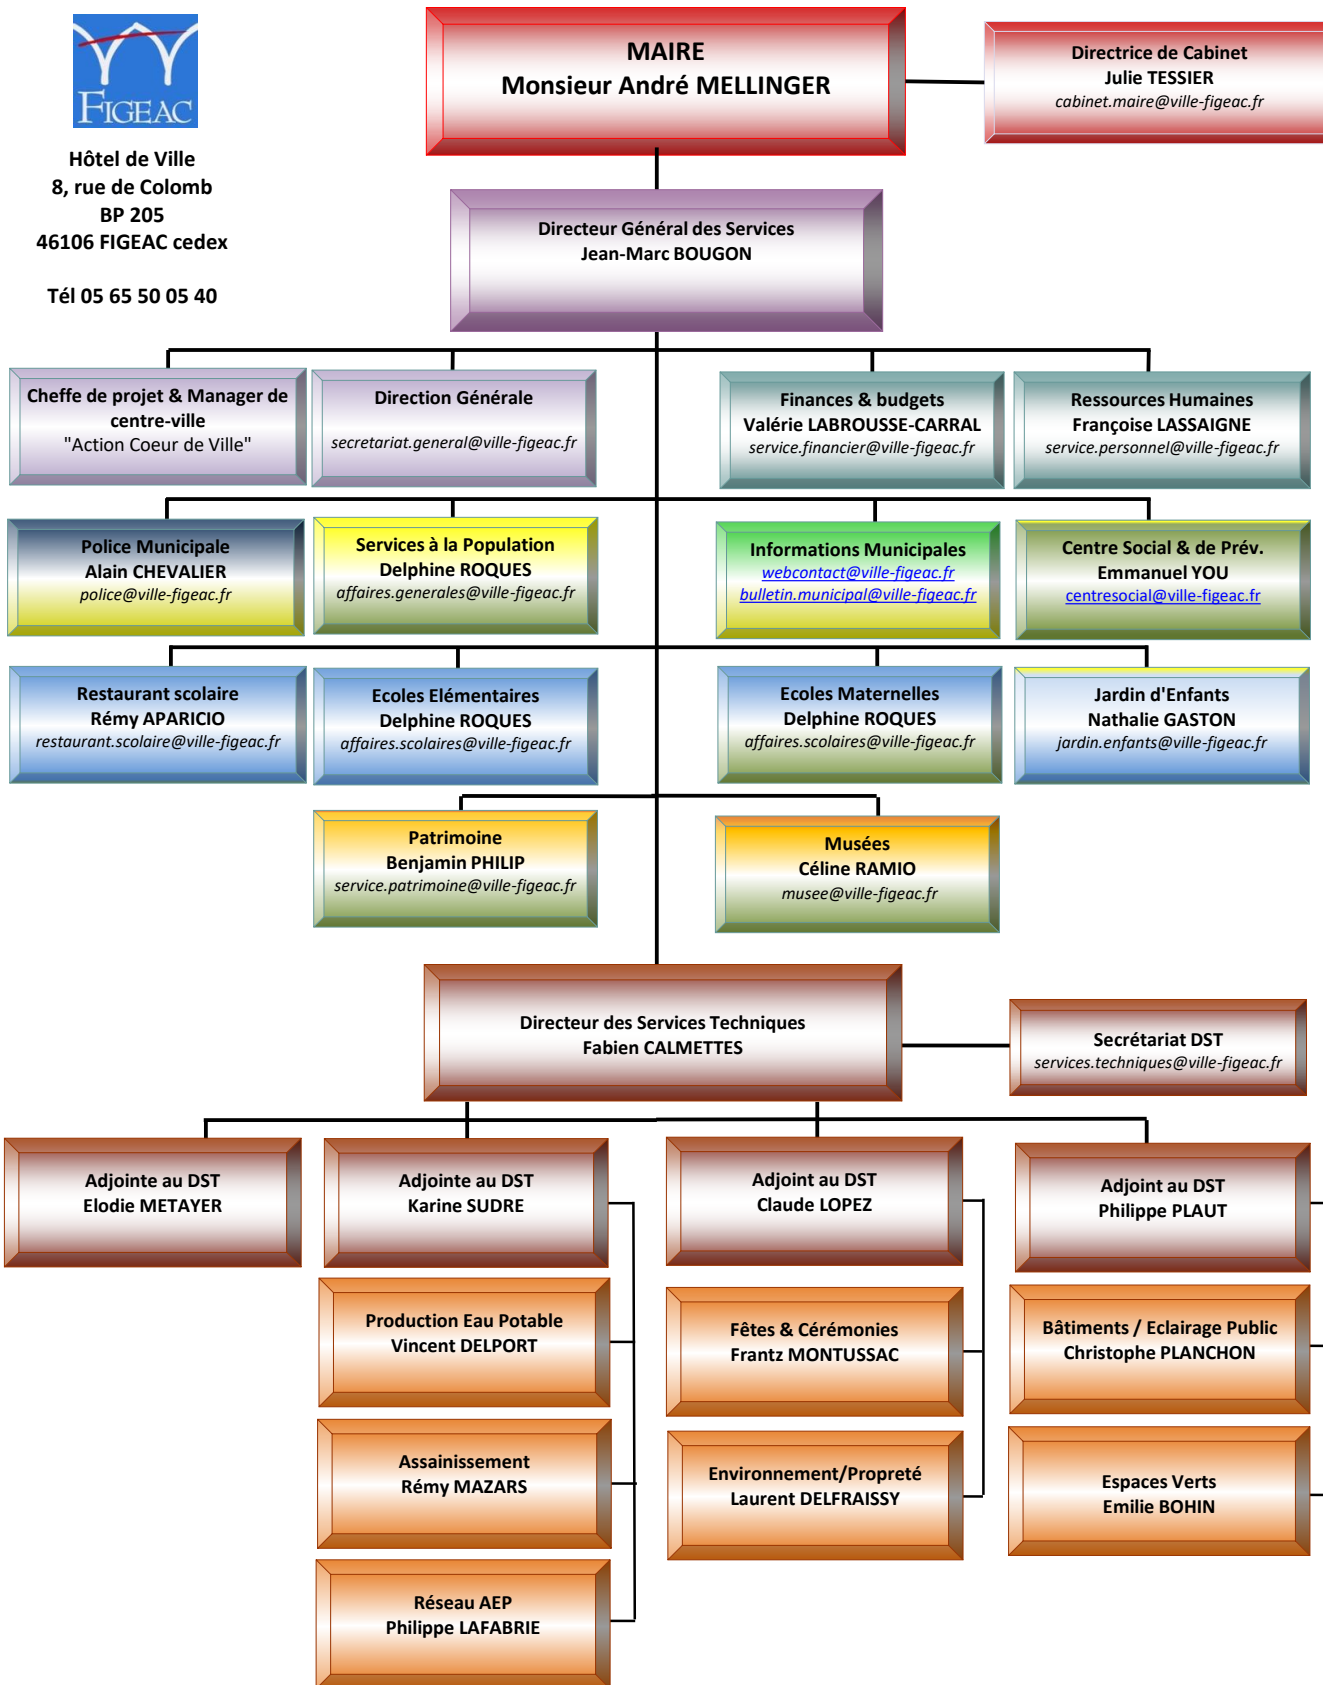 FIGEAC
Hôtel de Ville
8, rue de Colomb
BP 205
46106 FIGEAC cedex
Tél 05 65 50 05 40
MAIRE
Monsieur André MELLINGER
Directrice de Cabinet
Julie TESSIER
cabinet.maire@ville-figeac.fr
Directeur Général des Services
Jean-Marc BOUGON
Cheffe de projet & Manager de
centre-ville
"Action Coeur de Ville"
Direction Générale
secretariat.general@ville-figeac.fr
Finances & budgets
Valérie LABROUSSE-CARRAL
service.financier@ville-figeac.fr
Ressources Humaines
Françoise LASSAIGNE
service.personnel@ville-figeac.fr
Police Municipale
Alain CHEVALIER
police@ville-figeac.fr
Services à la Population
Delphine ROQUES
affaires.generales@ville-figeac.fr
Informations Municipales
webcontact@ville-figeac.fr
bulletin.municipal@ville-figeac.fr
Centre Social & de Prév.
Emmanuel YOU
centresocial@ville-figeac.fr
Restaurant scolaire
Rémy APARICIO
restaurant.scolaire@ville-figeac.fr
Ecoles Elémentaires
Delphine ROQUES
affaires.scolaires@ville-figeac.fr
Ecoles Maternelles
Delphine ROQUES
affaires.scolaires@ville-figeac.fr
Jardin d'Enfants
Nathalie GASTON
jardin.enfants@ville-figeac.fr
Patrimoine
Benjamin PHILIP
service.patrimoine@ville-figeac.fr
Musées
Céline RAMIO
musee@ville-figeac.fr
Directeur des Services Techniques
Fabien CALMETTES
Secrétariat DST
services.techniques@ville-figeac.fr
Adjointe au DST
Elodie METAYER
Adjointe au DST
Karine SUDRE
Adjoint au DST
Claude LOPEZ
Adjoint au DST
Philippe PLAUT
Production Eau Potable
Vincent DELPORT
Fêtes & Cérémonies
Frantz MONTUSSAC
Bâtiments / Eclairage Public
Christophe PLANCHON
Assainissement
Rémy MAZARS
Environnement/Propreté
Laurent DELFRAISSY
Espaces Verts
Emilie BOHIN
Réseau AEP
Philippe LAFABRIE